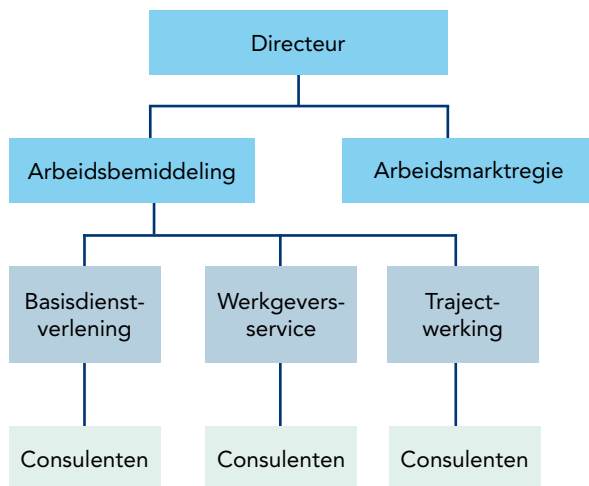 Directeur
Arbeidsbemiddeling
Arbeidsmarktregie
Basisdienst-
verlening
Werkgevers-
service
Traject-
werking
Consulenten
Consulenten
Consulenten